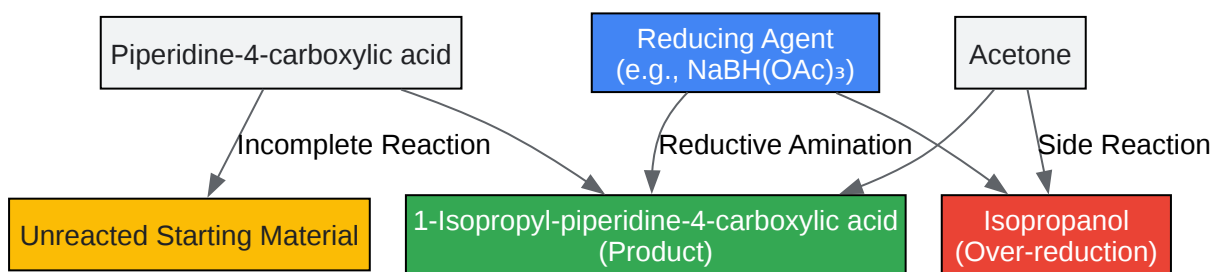 Piperidine-4-carboxylic acid
Reducing Agent
(e.g., NaBH(OAc)₃)
Acetone
Incomplete Reaction
Reductive Amination
Side Reaction
Unreacted Starting Material
1-Isopropyl-piperidine-4-carboxylic acid
(Product)
Isopropanol
(Over-reduction)